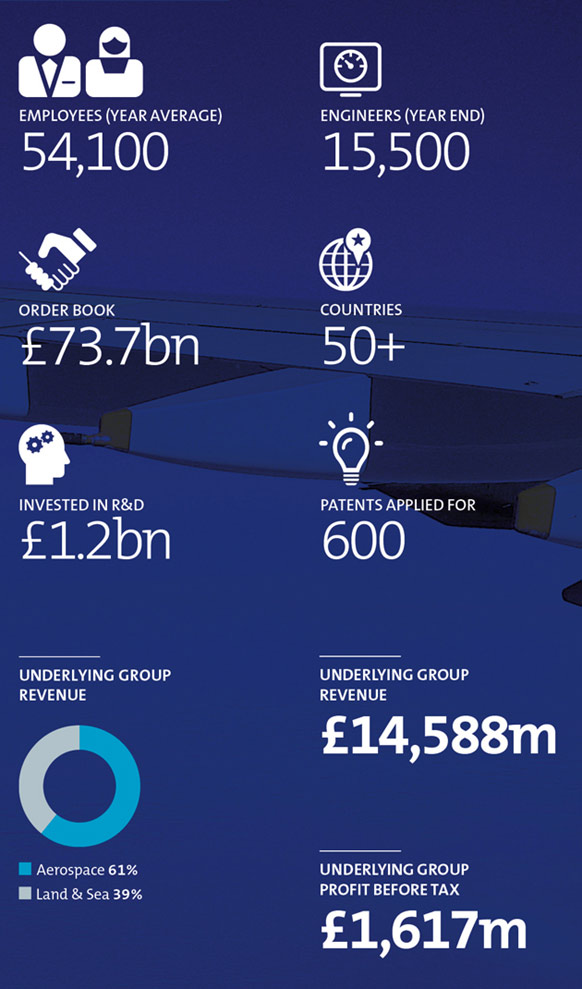 EMPLOYEES (YEAR AVERAGE)
54,100
ENGINEERS (YEAR END)
15,500
ORDER BOOK
£73.7bn
COUNTRIES
50+
INVESTED IN R&D
£1.2bn
PATENTS APPLIED FOR
600
UNDERLYING GROUP
REVENUE
Aerospace 61%
Land & Sea 39%
UNDERLYING GROUP
REVENUE
£14,588m
UNDERLYING GROUP
PROFIT BEFORE TAX
£1,617m